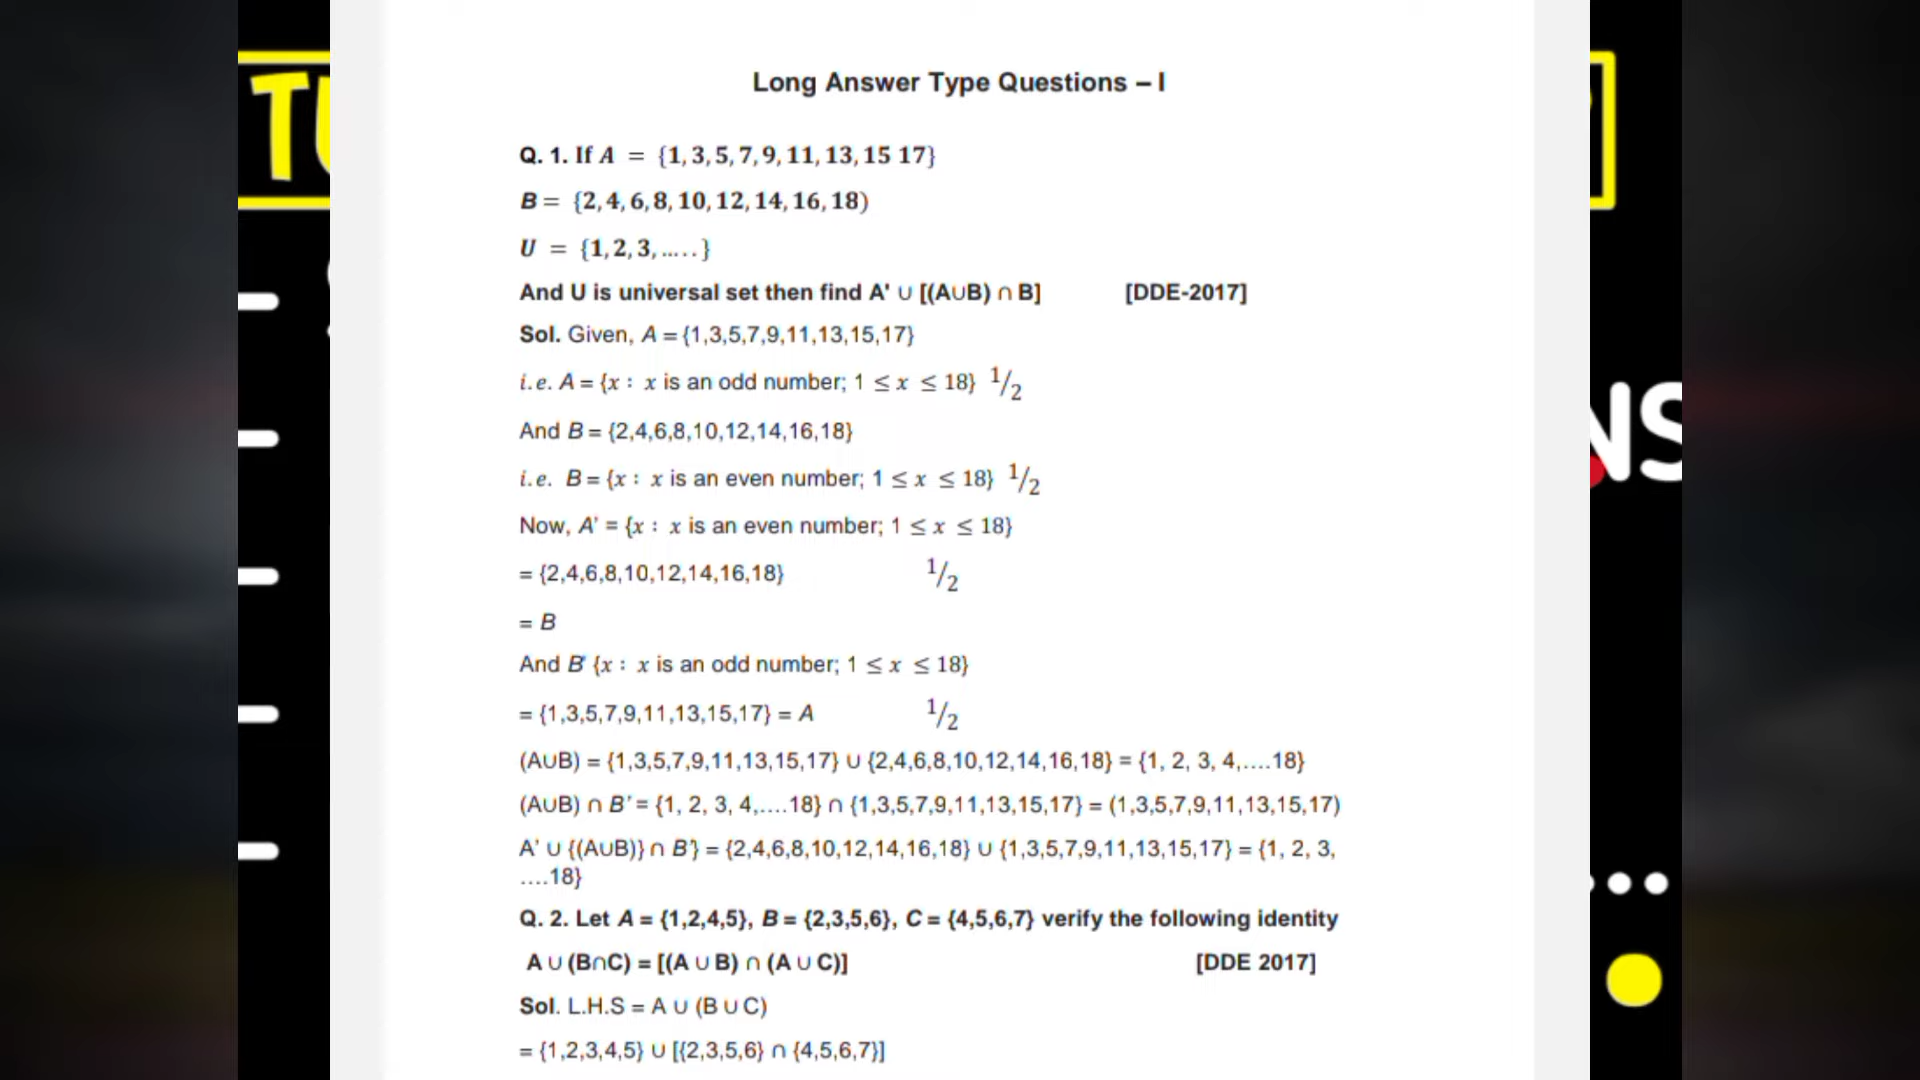 Long Answer Type Questions – I
Q. 1. If A = {1, 3, 5, 7, 9, 11, 13, 15 17}
B = {2, 4, 6, 8, 10, 12, 14, 16, 18)
U = {1, 2, 3, …..}
And U is universal set then find A' ∪ [(A∪B) ∩ B] [DDE-2017]
Sol. Given, A = {1,3,5,7,9,11,13,15,17}
i.e. A = {x : x is an odd number; 1 ≤ x ≤ 18} 1/2
And B = {2,4,6,8,10,12,14,16,18}
i.e. B = {x : x is an even number; 1 ≤ x ≤ 18} 1/2
Now, A' = {x : x is an even number; 1 ≤ x ≤ 18}
= {2,4,6,8,10,12,14,16,18} 1/2
= B
And B' {x : x is an odd number; 1 ≤ x ≤ 18}
= {1,3,5,7,9,11,13,15,17} = A 1/2
(A∪B) = {1,3,5,7,9,11,13,15,17} ∪ {2,4,6,8,10,12,14,16,18} = {1, 2, 3, 4,….18}
(A∪B) ∩ B' = {1, 2, 3, 4,….18} ∩ {1,3,5,7,9,11,13,15,17} = (1,3,5,7,9,11,13,15,17)
A' ∪ {(A∪B)} ∩ B'} = {2,4,6,8,10,12,14,16,18} ∪ {1,3,5,7,9,11,13,15,17} = {1, 2, 3,
….18}
Q. 2. Let A = {1,2,4,5}, B = {2,3,5,6}, C = {4,5,6,7} verify the following identity
A ∪ (B∩C) = [(A ∪ B) ∩ (A ∪ C)] [DDE 2017]
Sol. L.H.S = A ∪ (B ∪ C)
= {1,2,3,4,5} ∪ [{2,3,5,6} ∩ {4,5,6,7}]